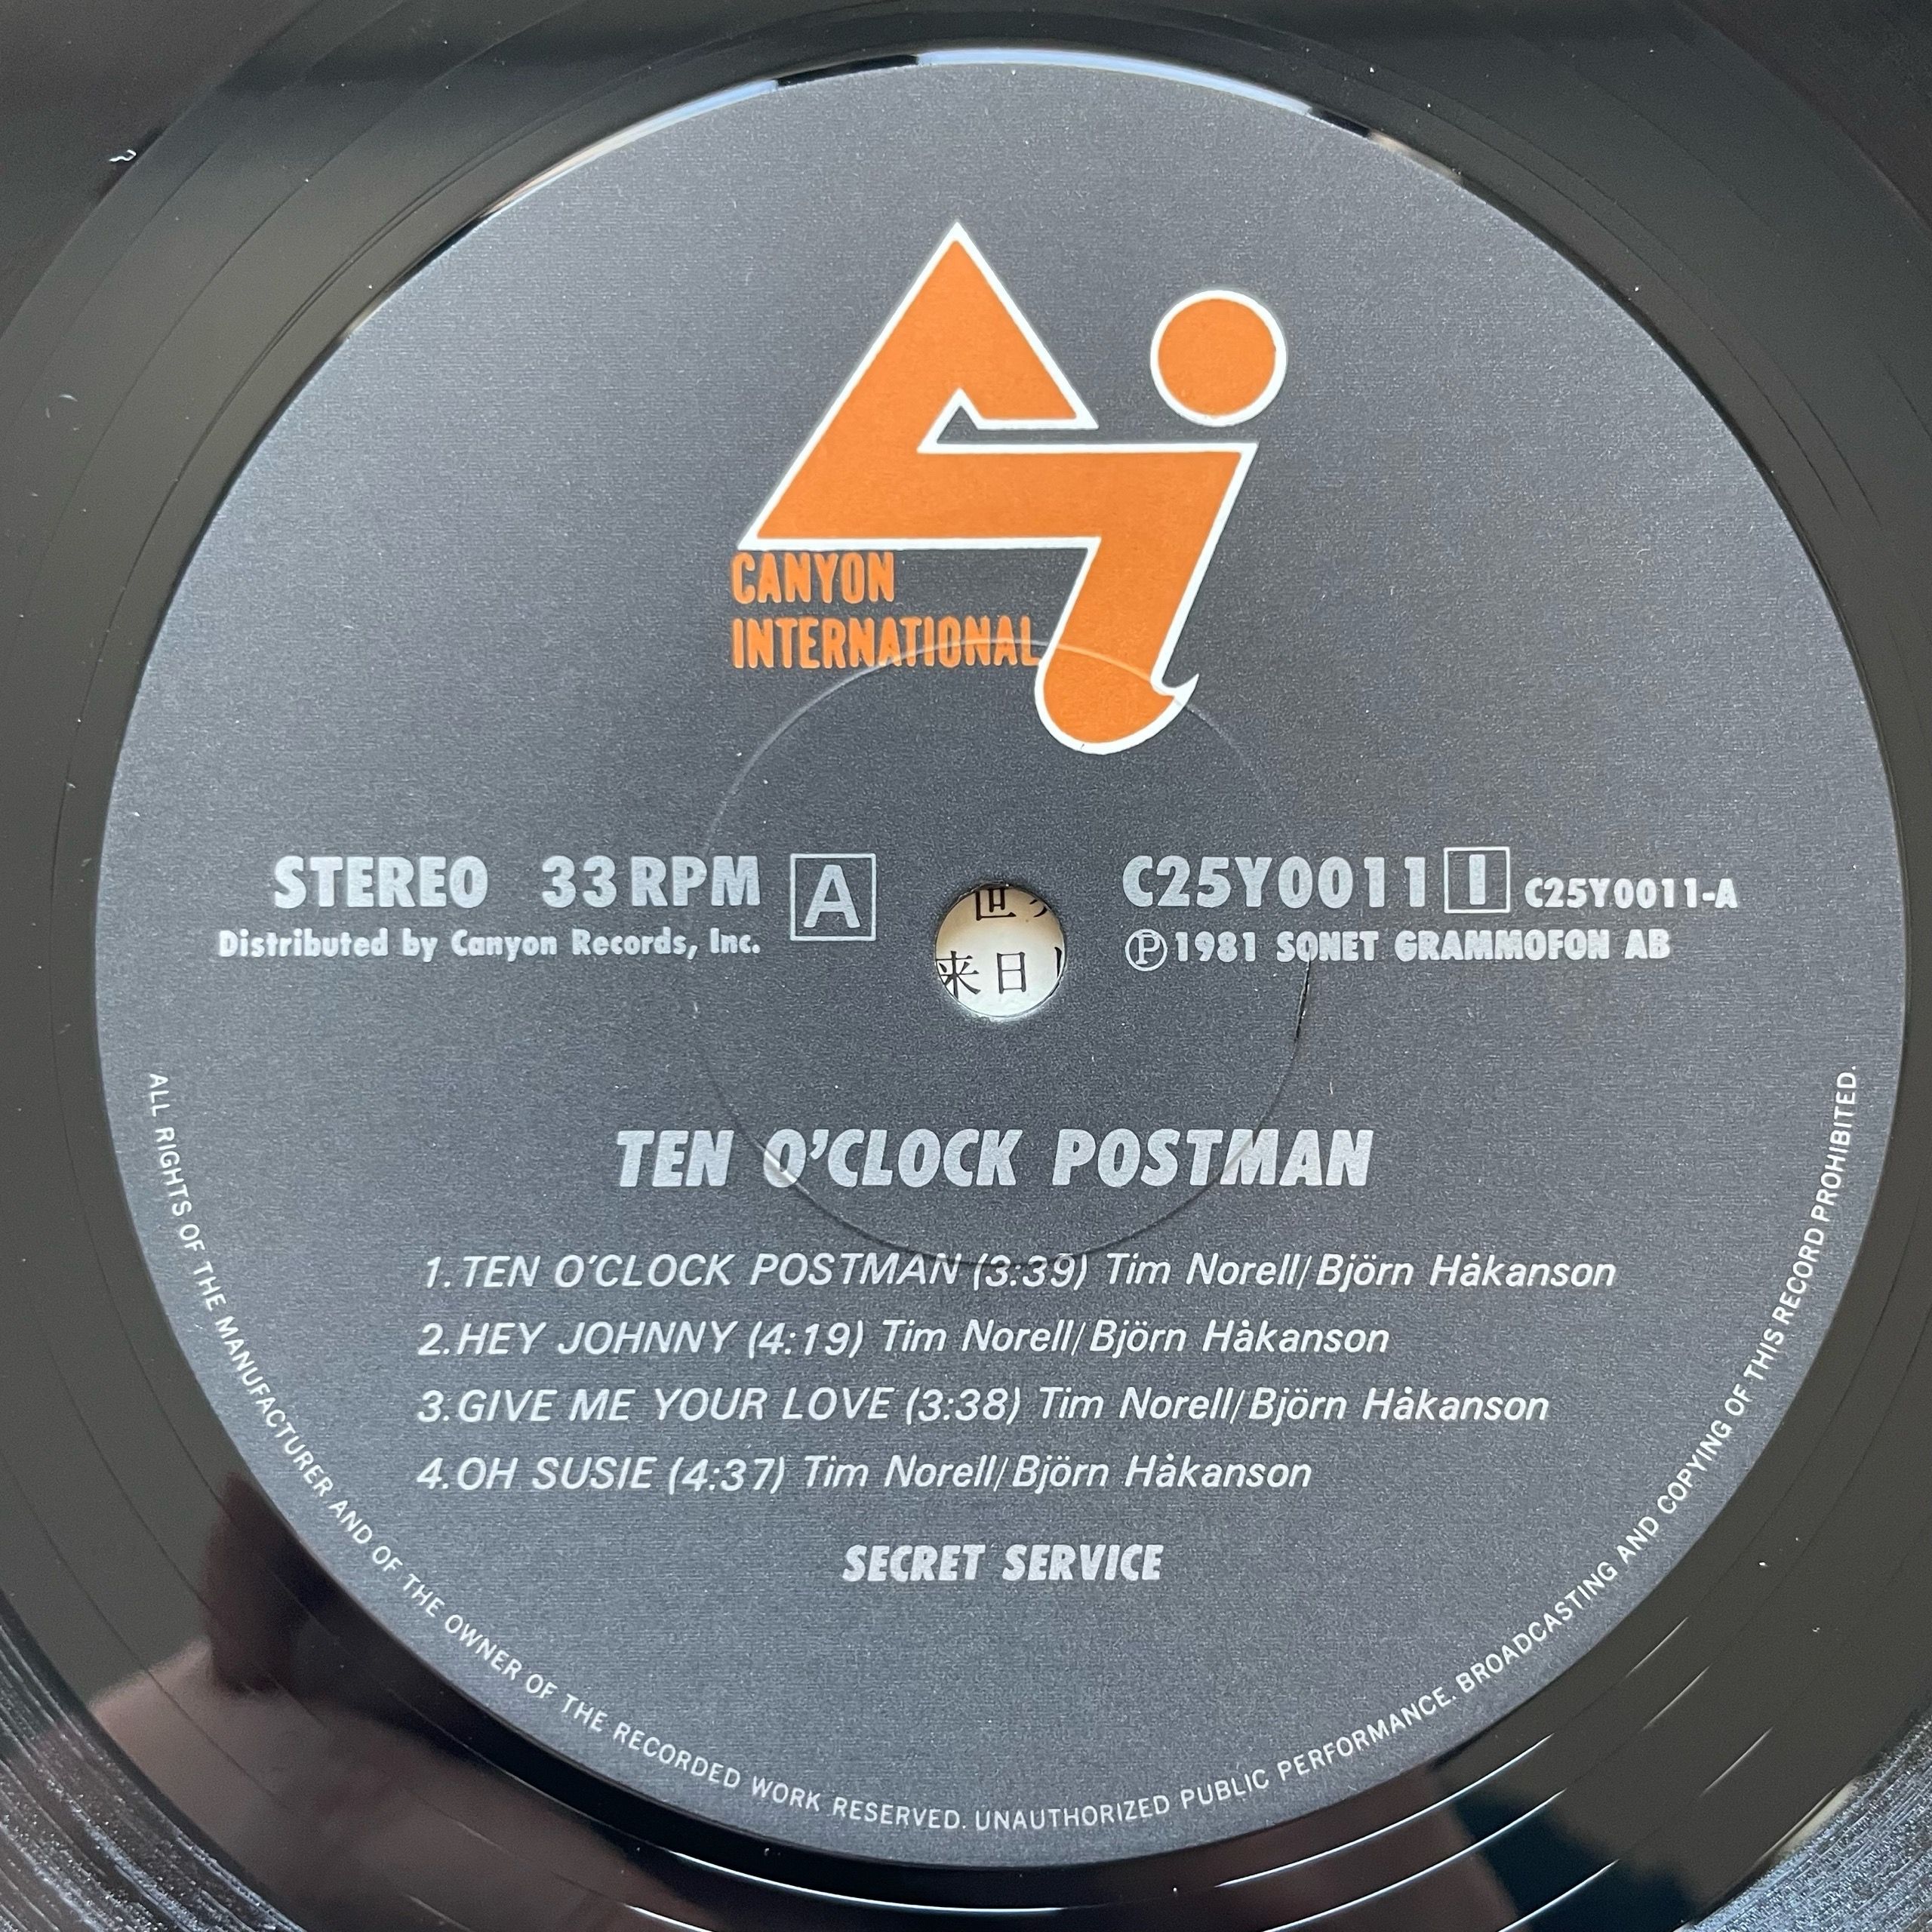 CANYON
INTERNATIONAL
STEREO 33 RPM A
Distributed by Canyon Records, Inc.
C25Y0011 I C25Y0011-A
Ⓟ1981 SONET GRAMMOFON AB
世
来日
TEN O'CLOCK POSTMAN
1. TEN O'CLOCK POSTMAN (3:39) Tim Norell/Björn Håkanson
2. HEY JOHNNY (4:19) Tim Norell/Björn Håkanson
3. GIVE ME YOUR LOVE (3:38) Tim Norell/Björn Håkanson
4. OH SUSIE (4:37) Tim Norell/Björn Håkanson
SECRET SERVICE
ALL RIGHTS OF THE MANUFACTURER AND OF THE OWNER OF THE RECORDED WORK RESERVED. UNAUTHORIZED PUBLIC PERFORMANCE. BROADCASTING AND COPYING OF THIS RECORD PROHIBITED.